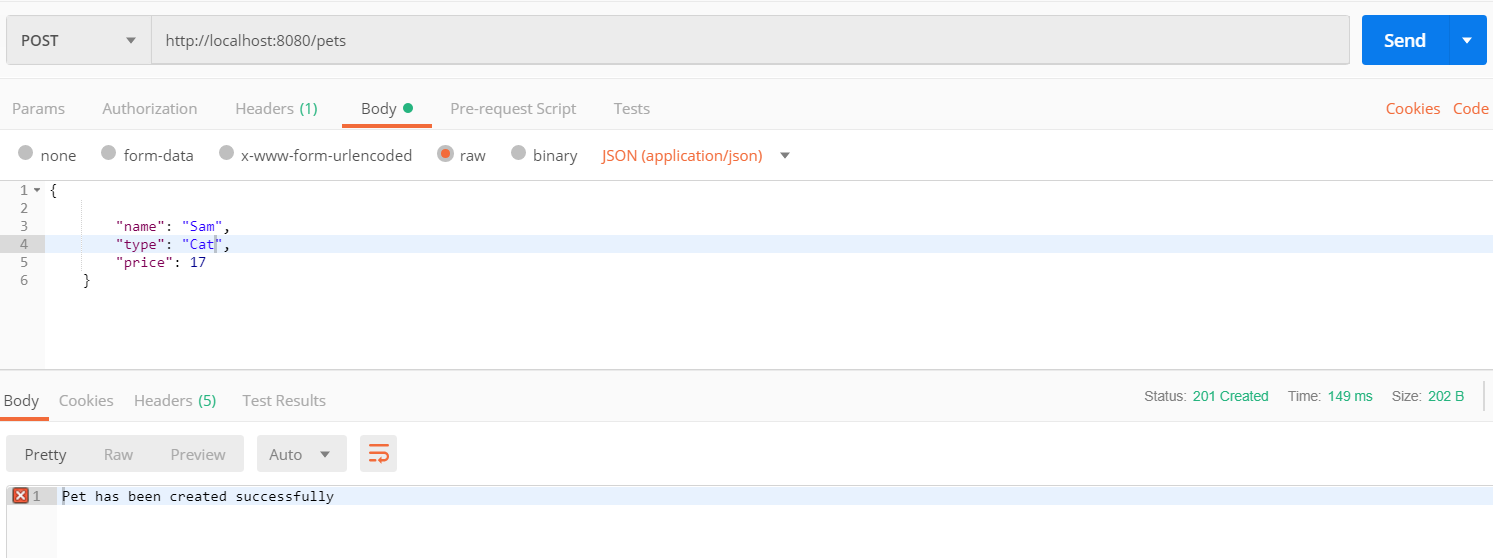 POST http://localhost:8080/pets Send
Params Authorization Headers (1) Body Pre-request Script Tests Cookies Code
none form-data x-www-form-urlencoded raw binary JSON (application/json)
1 {
2
3 "name": "Sam",
4 "type": "Cat",
5 "price": 17
6 }
Body Cookies Headers (5) Test Results Status: 201 Created Time: 149 ms Size: 202 B
Pretty Raw Preview Auto
1 Pet has been created successfully